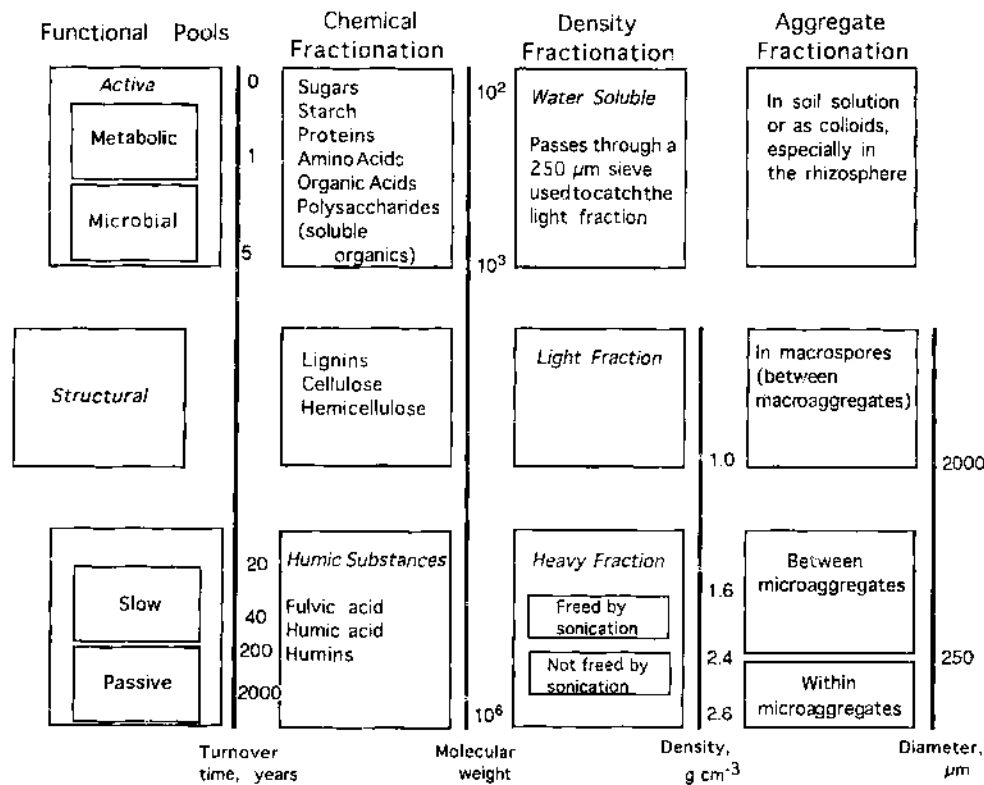 Functional Pools
Chemical
Fractionation
Density
Fractionation
Aggregate
Fractionation
Activa
Metabolic
Microbial
0
1
5
Sugars
Starch
Proteins
Amino Acids
Organic Acids
Polysaccharides
(soluble
organics)
10²
10³
Water Soluble
Passes through a
250 µm sieve
used to catch the
light fraction
In soil solution
or as colloids,
especially in
the rhizosphere
Structural
Lignins
Cellulose
Hemicellulose
Light Fraction
1.0
In macrospores
(between
macroaggregates)
2000
Slow
Passive
20
40
200
2000
Humic Substances
Fulvic acid
Humic acid
Humins
10⁶
Heavy Fraction
Freed by
sonication
Not freed by
sonication
1.6
2.4
2.6
Between
microaggregates
Within
microaggregates
250
Turnover
time, years
Molecular
weight
Density,
g cm⁻³
Diameter,
µm